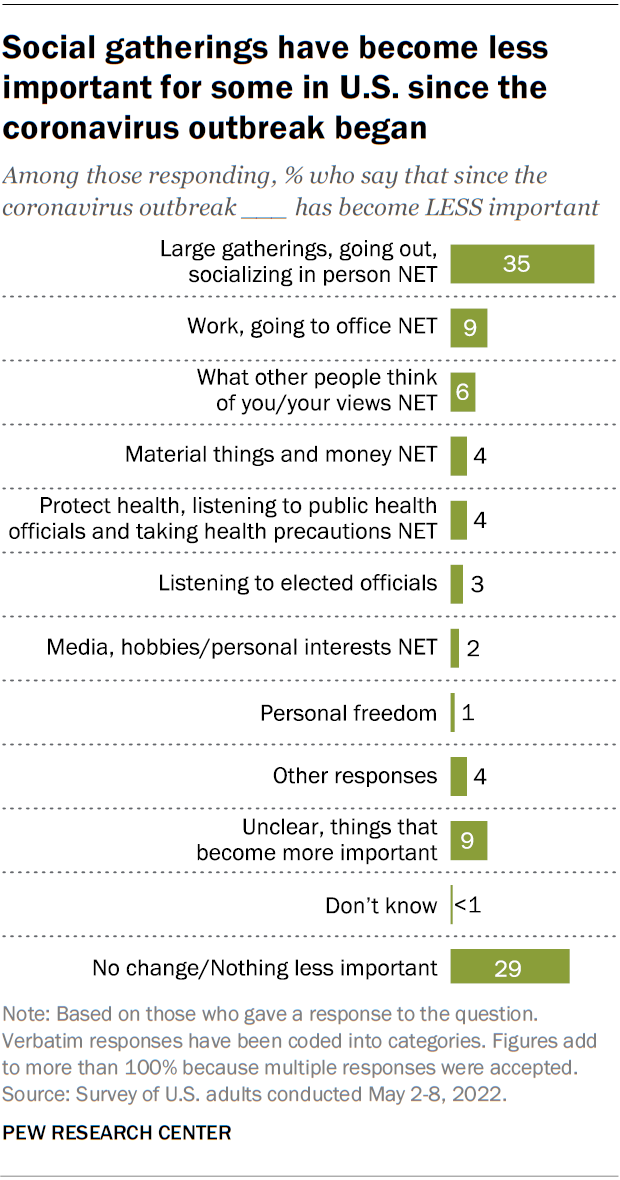 Social gatherings have become less
important for some in U.S. since the
coronavirus outbreak began
Among those responding, % who say that since the
coronavirus outbreak ___ has become LESS important
Large gatherings, going out,
socializing in person NET
35
Work, going to office NET
9
What other people think
of you/your views NET
6
Material things and money NET
4
Protect health, listening to public health
officials and taking health precautions NET
4
Listening to elected officials
3
Media, hobbies/personal interests NET
2
Personal freedom
1
Other responses
4
Unclear, things that
become more important
9
Don’t know
<1
No change/Nothing less important
29
Note: Based on those who gave a response to the question.
Verbatim responses have been coded into categories. Figures add
to more than 100% because multiple responses were accepted.
Source: Survey of U.S. adults conducted May 2-8, 2022.
PEW RESEARCH CENTER